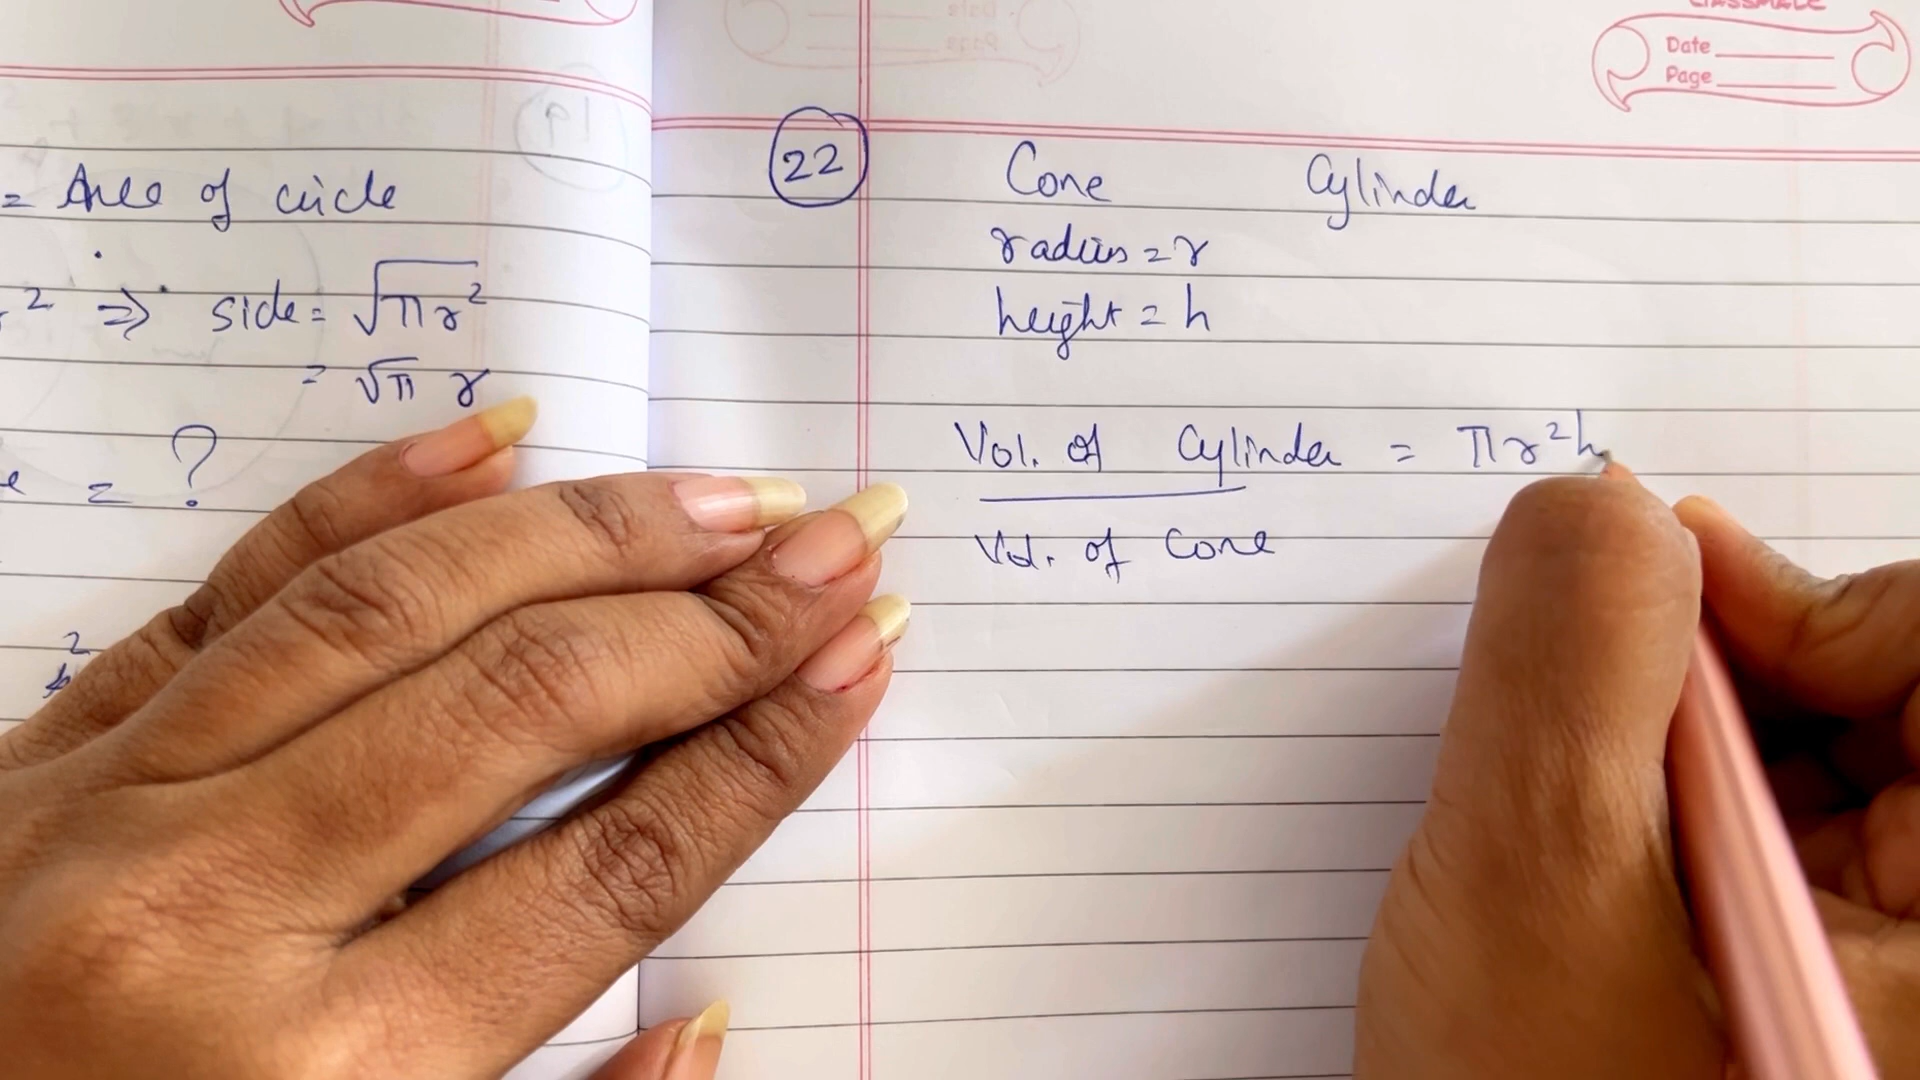 = Area of circle
2 ⇒ side = √πr²
= √π r
= ?
2
CLASSMATE
Date
Page
22 Cone Cylinder
radius = r
height = h
Vol. of Cylinder = πr²h
Vol. of Cone